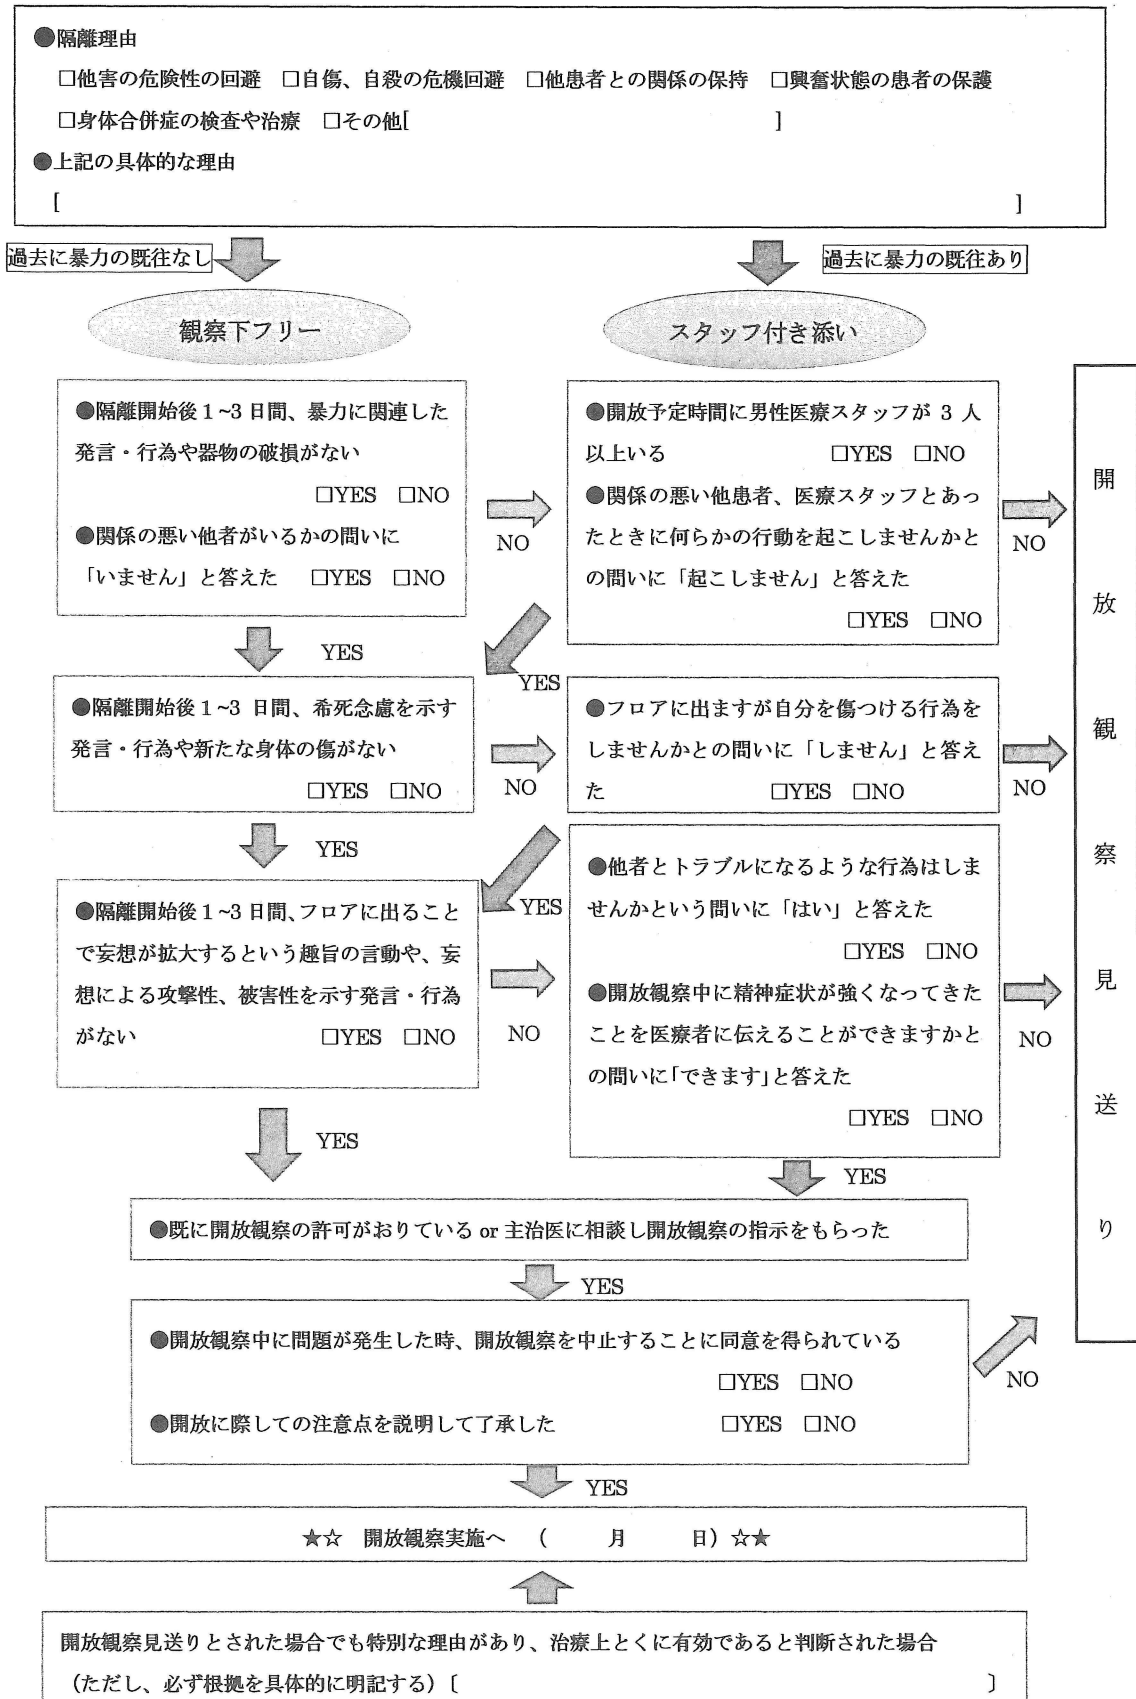 ●隔離理由
□他害の危険性の回避 □自傷、自殺の危機回避 □他患者との関係の保持 □興奮状態の患者の保護
□身体合併症の検査や治療 □その他[ ]
●上記の具体的な理由
[ ]
過去に暴力の既往なし
過去に暴力の既往あり
観察下フリー
スタッフ付き添い
●隔離開始後1~3日間、暴力に関連した
発言・行為や器物の破損がない
□YES □NO
●関係の悪い他者がいるかの問いに
「いません」と答えた □YES □NO
NO
●開放予定時間に男性医療スタッフが 3 人
以上いる □YES □NO
●関係の悪い他患者、医療スタッフとあっ
たときに何らかの行動を起こしませんかと
の問いに「起こしません」と答えた
□YES □NO
NO
YES
YES
●隔離開始後1~3 日間、希死念慮を示す
発言・行為や新たな身体の傷がない
□YES □NO
NO
●フロアに出ますが自分を傷つける行為を
しませんかとの問いに「しません」と答え
た □YES □NO
NO
YES
YES
●隔離開始後1~3日間、フロアに出ること
で妄想が拡大するという趣旨の言動や、妄
想による攻撃性、被害性を示す発言・行為
がない □YES □NO
NO
●他者とトラブルになるような行為はしま
せんかという問いに「はい」と答えた
□YES □NO
●開放観察中に精神症状が強くなってきた
ことを医療者に伝えることができますかと
の問いに「できます」と答えた
□YES □NO
NO
YES
YES
開放観察見送り
●既に開放観察の許可がおりている or 主治医に相談し開放観察の指示をもらった
YES
●開放観察中に問題が発生した時、開放観察を中止することに同意を得られている
□YES □NO
●開放に際しての注意点を説明して了承した □YES □NO
NO
YES
★☆ 開放観察実施へ ( 月 日) ☆★
開放観察見送りとされた場合でも特別な理由があり、治療上とくに有効であると判断された場合
(ただし、必ず根拠を具体的に明記する)〔 〕